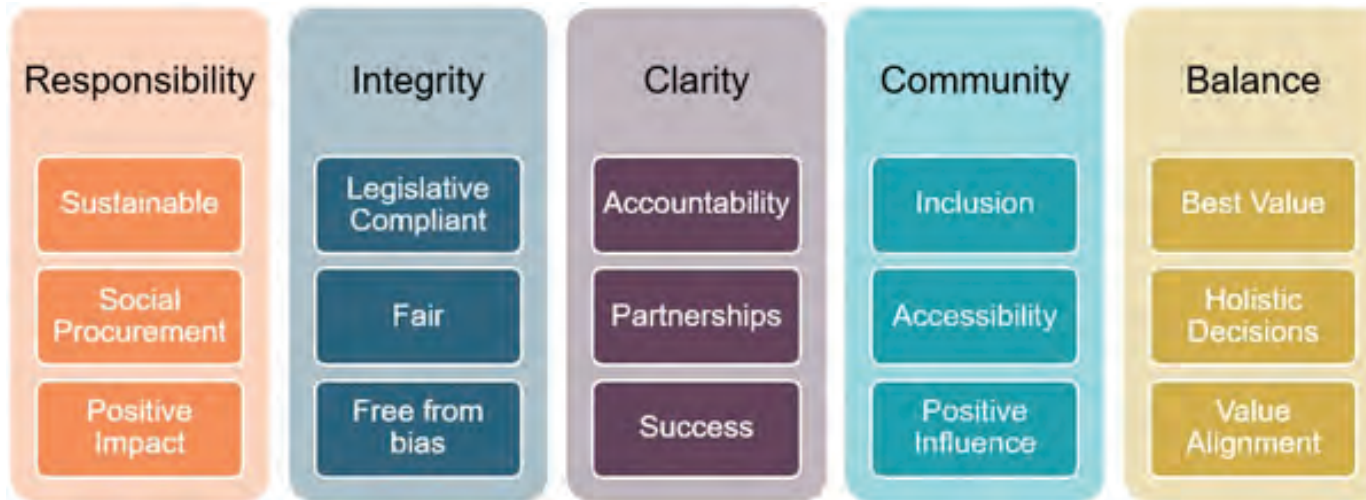 Responsibility
Sustainable
Social
Procurement
Positive
Impact
Integrity
Legislative
Compliant
Fair
Free from
bias
Clarity
Accountability
Partnerships
Success
Community
Inclusion
Accessibility
Positive
Influence
Balance
Best Value
Holistic
Decisions
Value
Alignment